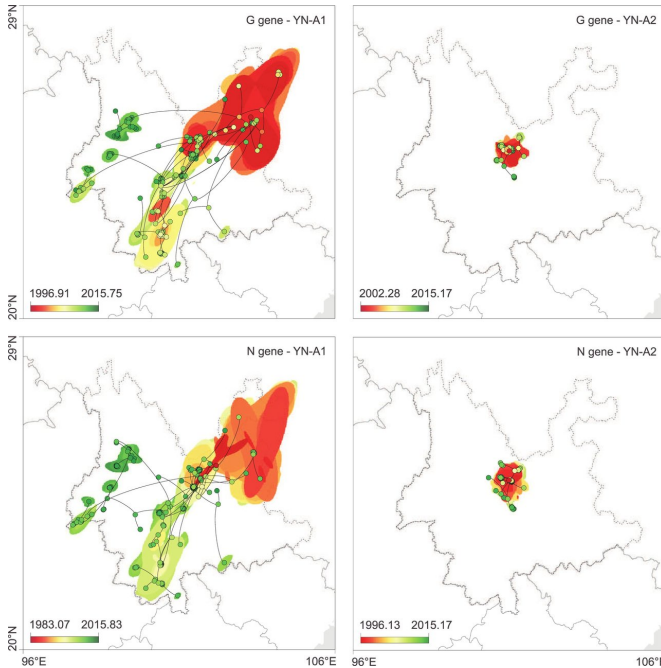 29°N
G gene - YN-A1
G gene - YN-A2
1996.91 2015.75
2002.28 2015.17
20°N
29°N
N gene - YN-A1
N gene - YN-A2
1983.07 2015.83
1996.13 2015.17
20°N
96°E 106°E
96°E 106°E